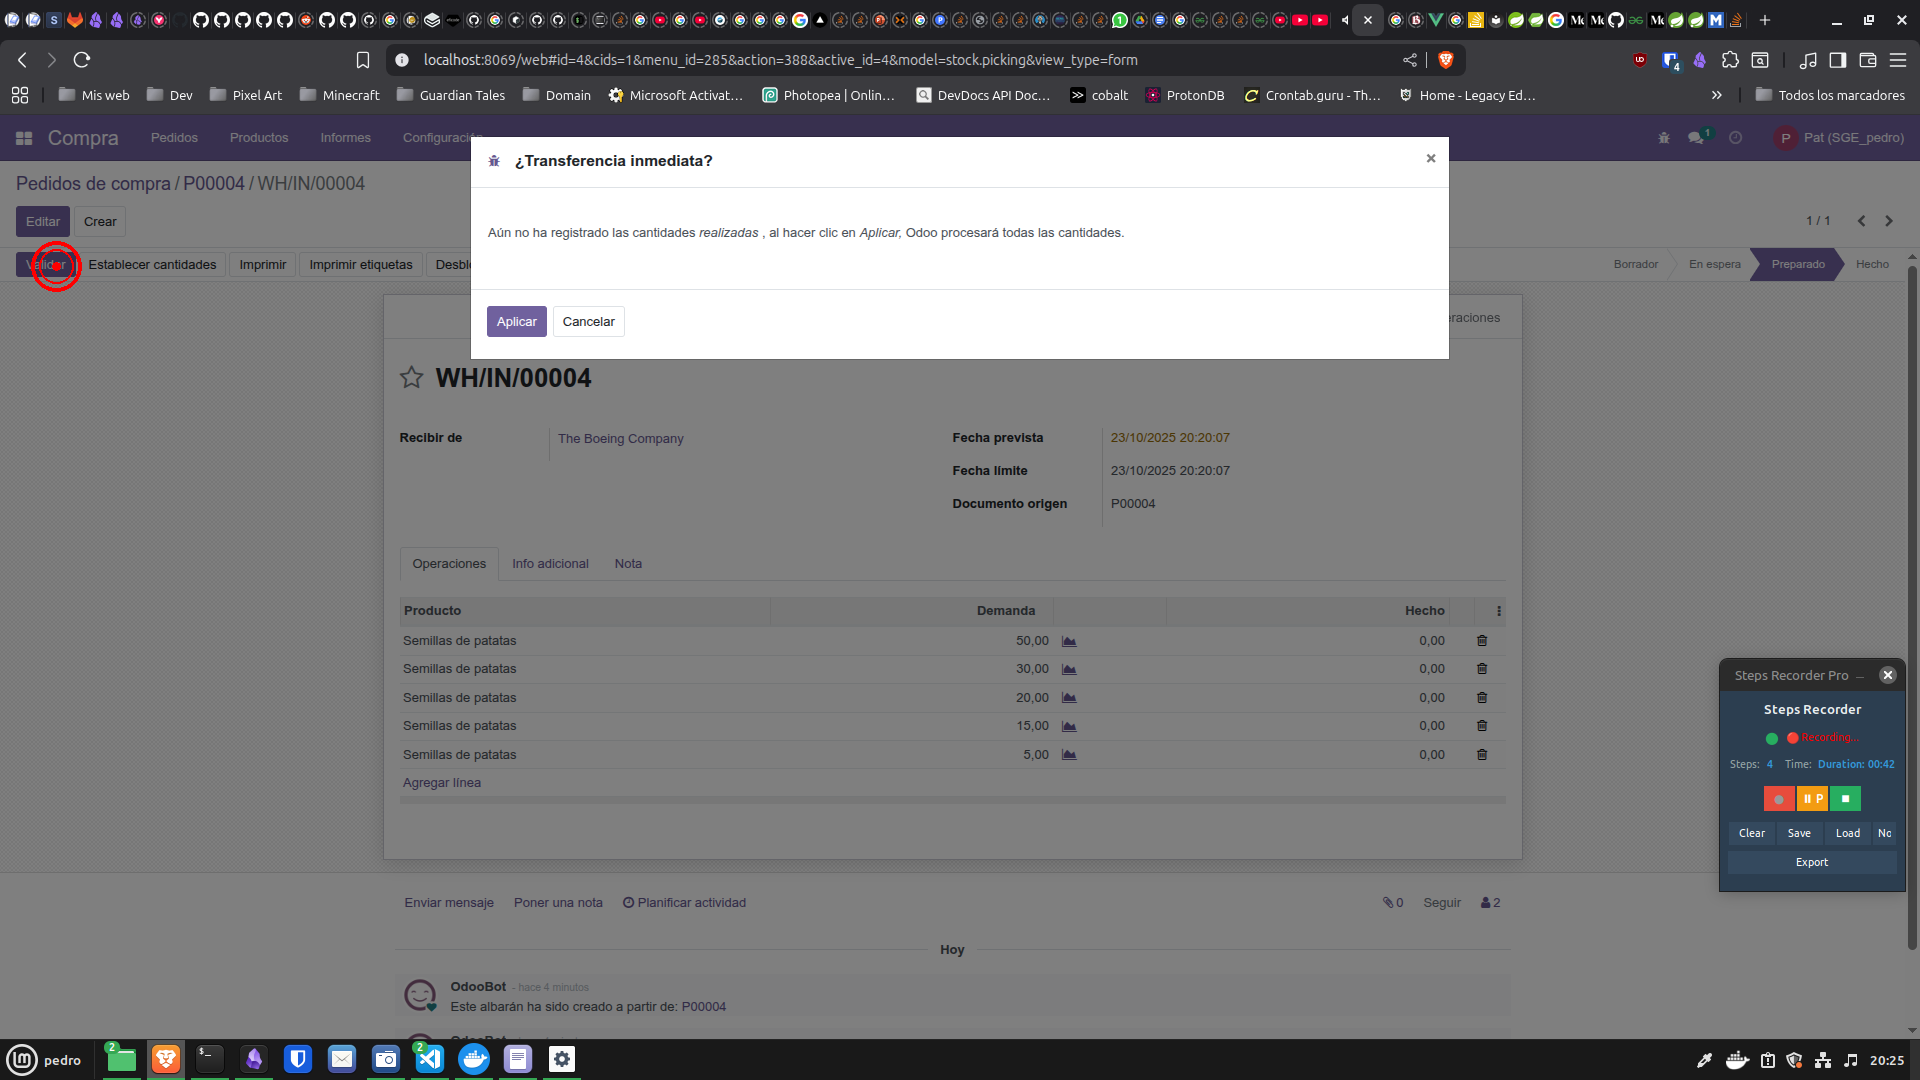 localhost:8069/web#id=4&cids=1&menu_id=285&action=388&active_id=4&model=stock.picking&view_type=form
Mis web
Dev
Pixel Art
Minecraft
Guardian Tales
Domain
Microsoft Activat...
Photopea | Onlin...
DevDocs API Doc...
cobalt
ProtonDB
Crontab.guru - Th...
Home - Legacy Ed...
Todos los marcadores
Compra
Pedidos
Productos
Informes
Configuración
1
P
Pat (SGE_pedro)
¿Transferencia inmediata?
Pedidos de compra / P00004 / WH/IN/00004
Editar
Crear
1 / 1
Aún no ha registrado las cantidades realizadas , al hacer clic en Aplicar, Odoo procesará todas las cantidades.
Validar
Establecer cantidades
Imprimir
Imprimir etiquetas
Desblo
Borrador
En espera
Preparado
Hecho
Aplicar
Cancelar
eraciones
WH/IN/00004
Recibir de
The Boeing Company
Fecha prevista
23/10/2025 20:20:07
Fecha límite
23/10/2025 20:20:07
Documento origen
P00004
Operaciones
Info adicional
Nota
Producto
Demanda
Hecho
Semillas de patatas
50,00
0,00
Semillas de patatas
30,00
0,00
Semillas de patatas
20,00
0,00
Semillas de patatas
15,00
0,00
Semillas de patatas
5,00
0,00
Agregar línea
Steps Recorder Pro
Steps Recorder
Recording...
Steps: 4 Time: Duration: 00:42
P
Clear
Save
Load
No
Export
Enviar mensaje
Poner una nota
Planificar actividad
0
Seguir
2
Hoy
OdooBot - hace 4 minutos
Este albarán ha sido creado a partir de: P00004
pedro
2
2
20:25